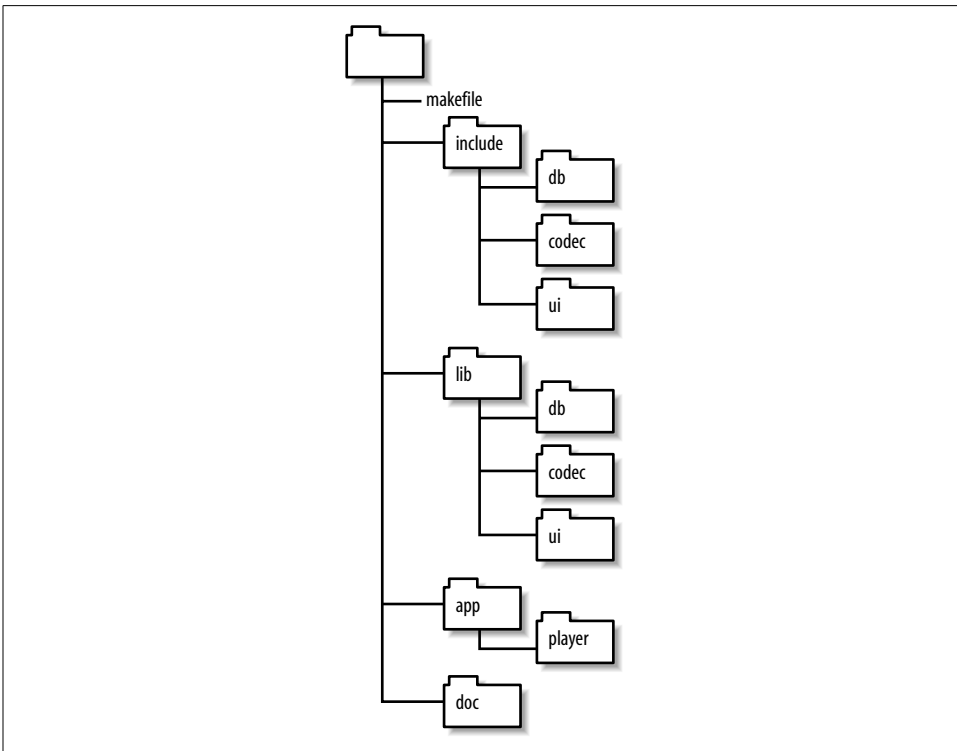 makefile
include
db
codec
ui
lib
db
codec
ui
app
player
doc